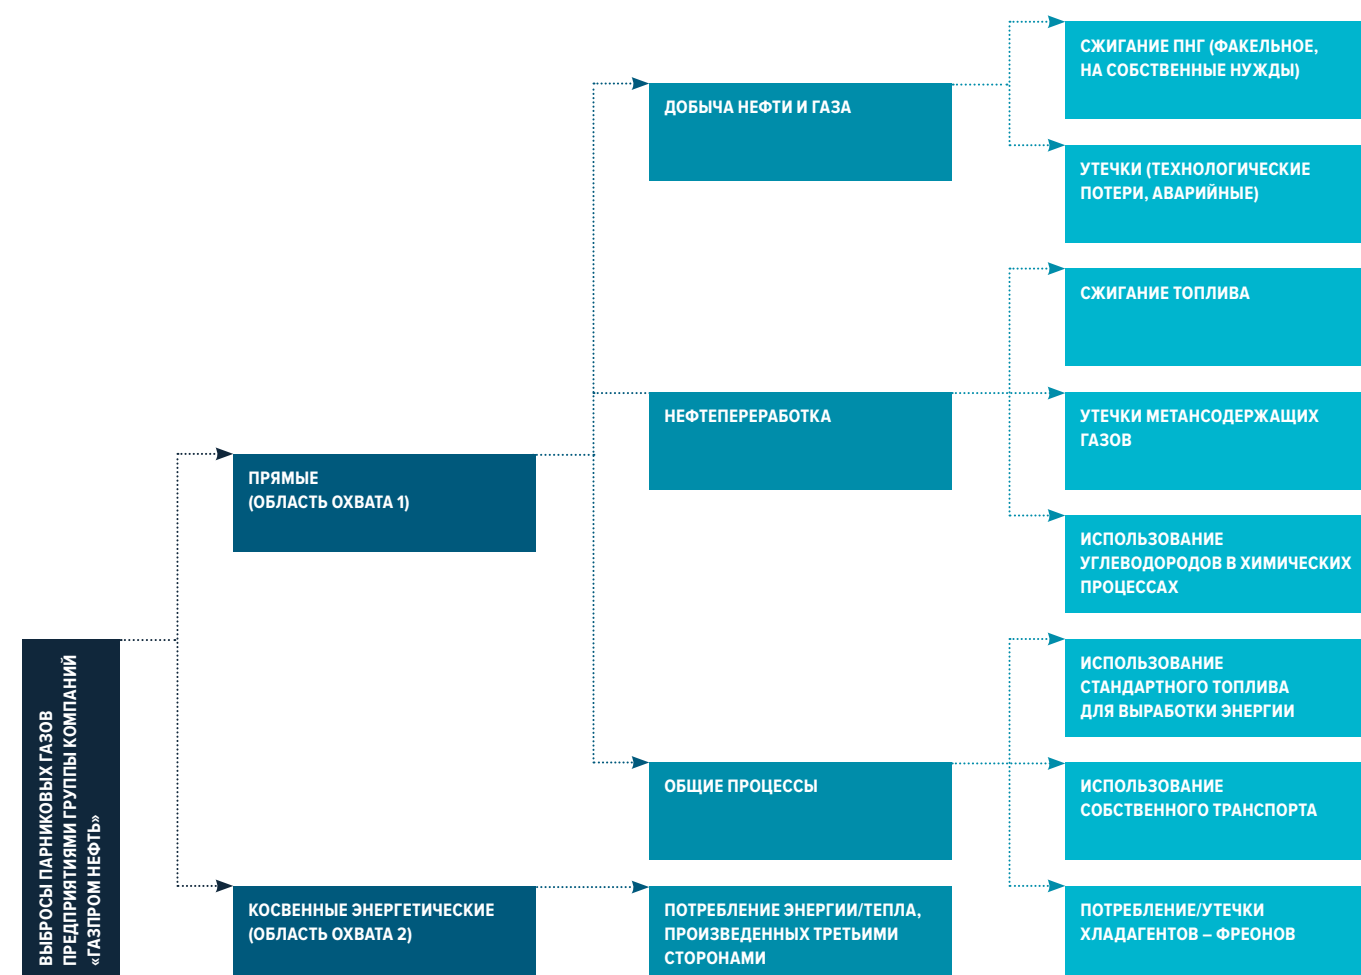 ВЫБРОСЫ ПАРНИКОВЫХ ГАЗОВ
ПРЕДПРИЯТИЯМИ ГРУППЫ КОМПАНИЙ
«ГАЗПРОМ НЕФТЬ»
ПРЯМЫЕ
(ОБЛАСТЬ ОХВАТА 1)
КОСВЕННЫЕ ЭНЕРГЕТИЧЕСКИЕ
(ОБЛАСТЬ ОХВАТА 2)
ДОБЫЧА НЕФТИ И ГАЗА
НЕФТЕПЕРЕРАБОТКА
ОБЩИЕ ПРОЦЕССЫ
ПОТРЕБЛЕНИЕ ЭНЕРГИИ/ТЕПЛА,
ПРОИЗВЕДЕННЫХ ТРЕТЬИМИ
СТОРОНАМИ
СЖИГАНИЕ ПНГ (ФАКЕЛЬНОЕ,
НА СОБСТВЕННЫЕ НУЖДЫ)
УТЕЧКИ (ТЕХНОЛОГИЧЕСКИЕ
ПОТЕРИ, АВАРИЙНЫЕ)
СЖИГАНИЕ ТОПЛИВА
УТЕЧКИ МЕТАНСОДЕРЖАЩИХ
ГАЗОВ
ИСПОЛЬЗОВАНИЕ
УГЛЕВОДОРОДОВ В ХИМИЧЕСКИХ
ПРОЦЕССАХ
ИСПОЛЬЗОВАНИЕ
СТАНДАРТНОГО ТОПЛИВА
ДЛЯ ВЫРАБОТКИ ЭНЕРГИИ
ИСПОЛЬЗОВАНИЕ
СОБСТВЕННОГО ТРАНСПОРТА
ПОТРЕБЛЕНИЕ/УТЕЧКИ
ХЛАДАГЕНТОВ – ФРЕОНОВ